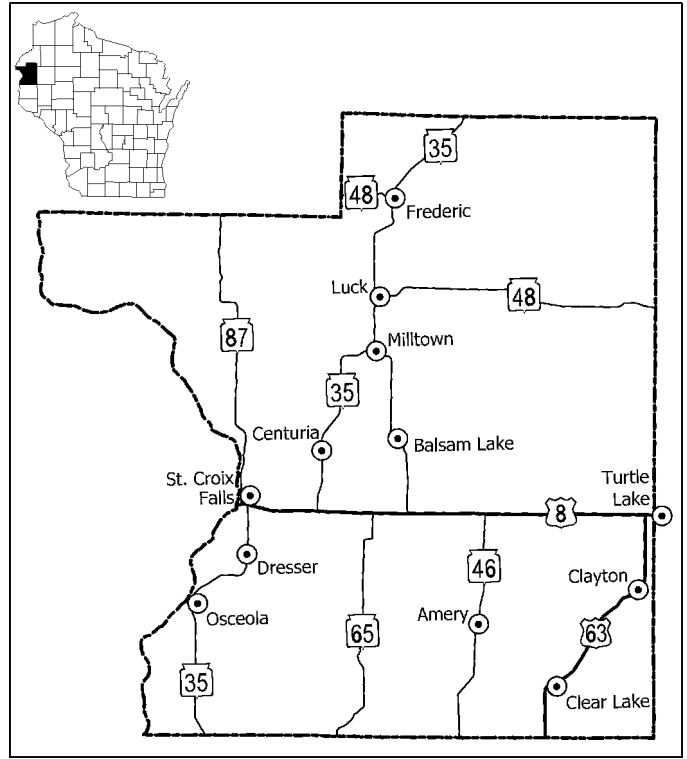 35
48
Frederic
Luck
48
87
Milltown
35
Centuria
Balsam Lake
St. Croix
Falls
Turtle
Lake
8
Dresser
46
Clayton
Osceola
Amery
65
63
35
Clear Lake